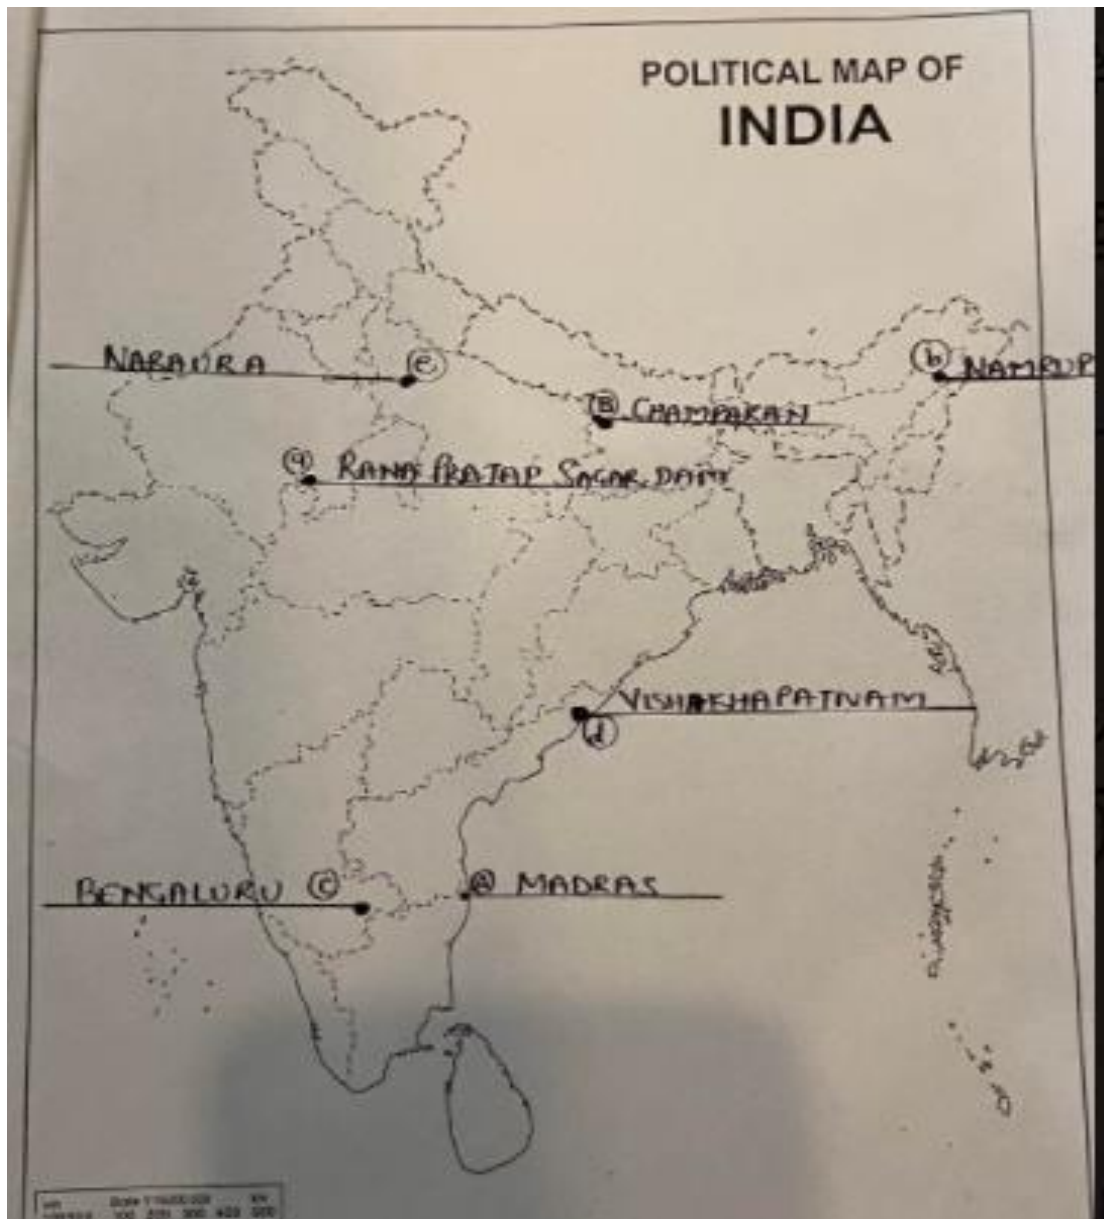 POLITICAL MAP OF
INDIA
NARAURA e
b NAMRUP
B CHAMPARAN
a RANA PRATAP SAGAR DAM
VISHAKHAPATNAM
d
BENGALURU c
A MADRAS